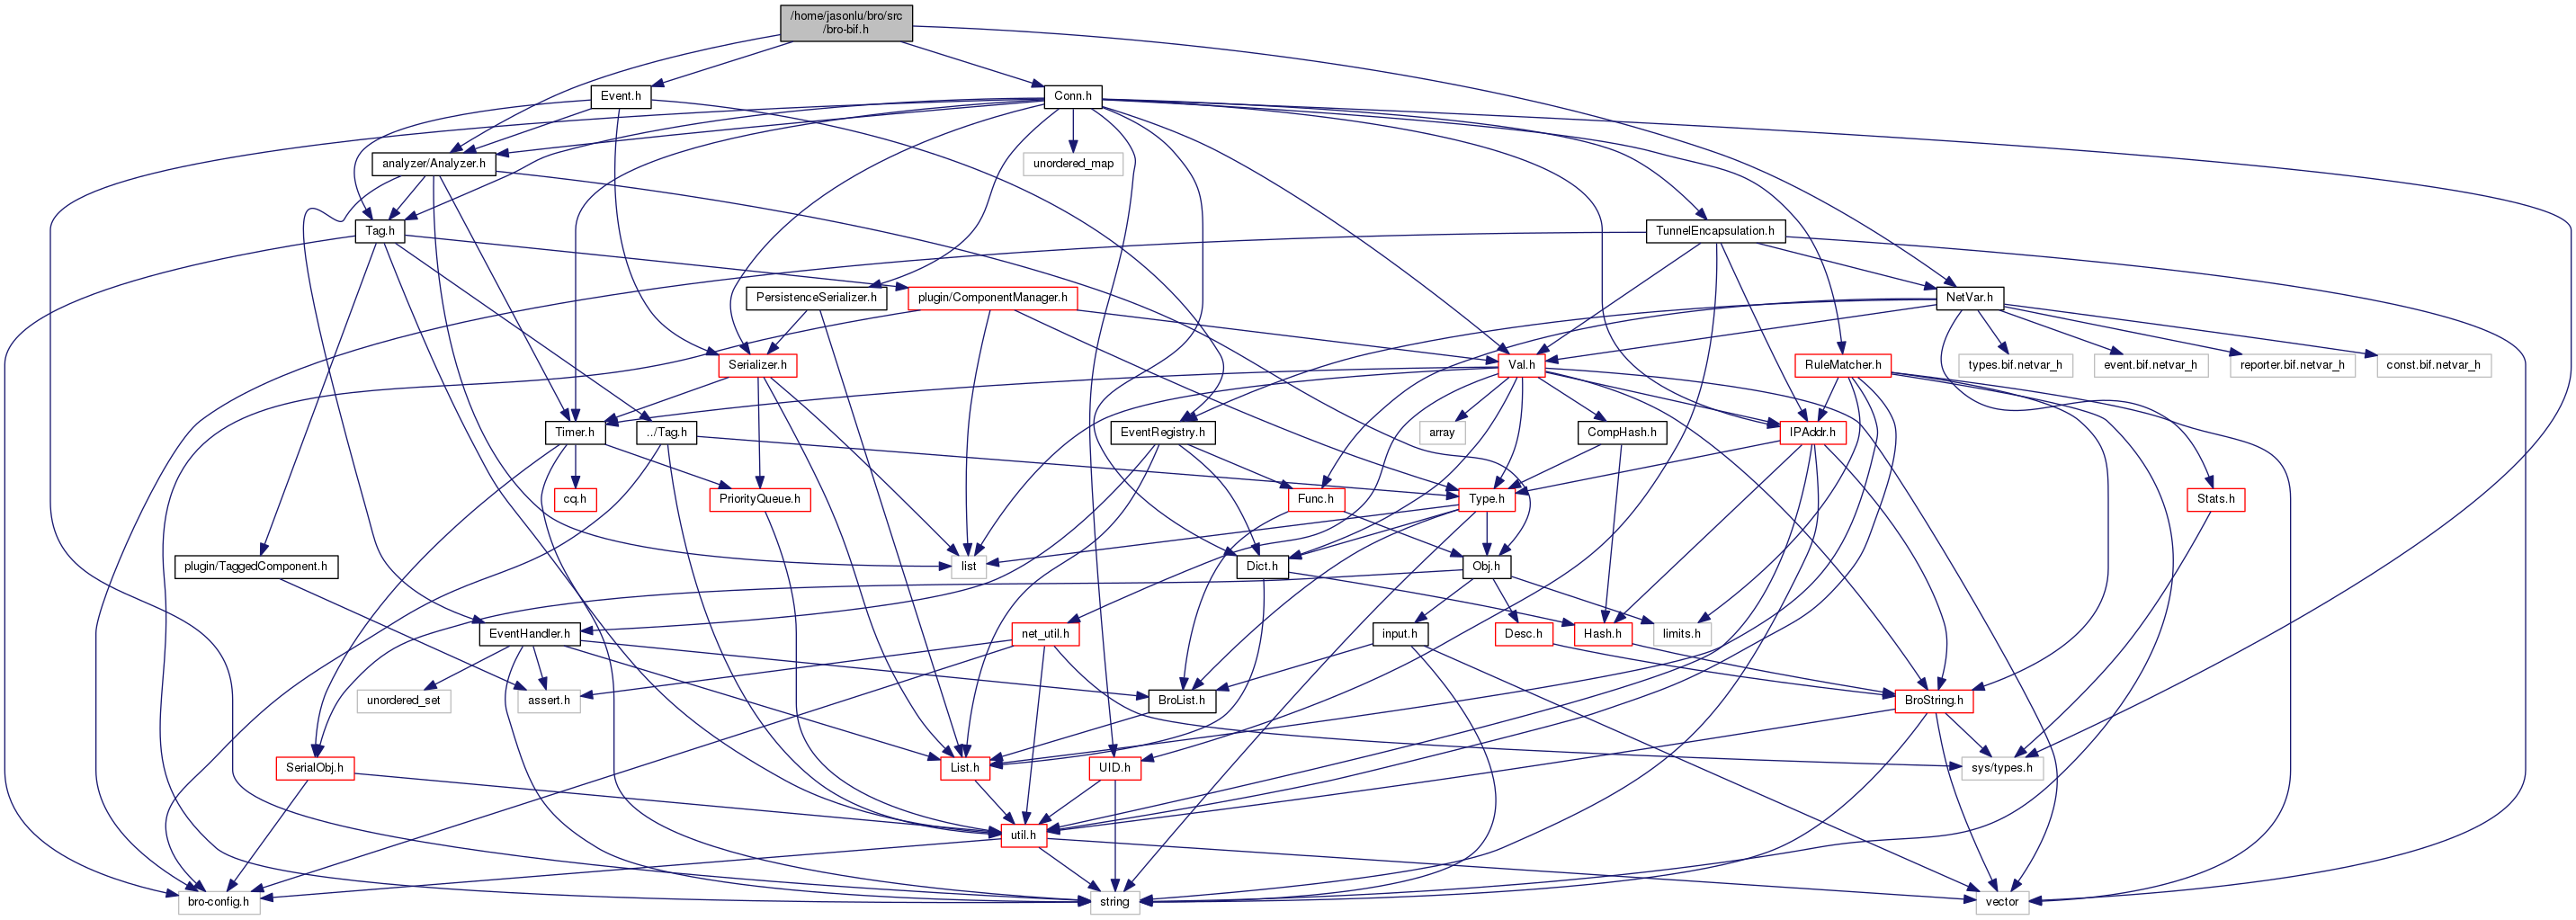 /home/jasonlu/bro/src
/bro-bif.h
Event.h
Conn.h
analyzer/Analyzer.h
unordered_map
Tag.h
TunnelEncapsulation.h
PersistenceSerializer.h
plugin/ComponentManager.h
NetVar.h
Serializer.h
Val.h
RuleMatcher.h
types.bif.netvar_h
event.bif.netvar_h
reporter.bif.netvar_h
const.bif.netvar_h
Timer.h
../Tag.h
EventRegistry.h
array
CompHash.h
IPAddr.h
cq.h
PriorityQueue.h
Func.h
Type.h
Stats.h
plugin/TaggedComponent.h
list
Dict.h
Obj.h
EventHandler.h
net_util.h
input.h
Desc.h
Hash.h
limits.h
unordered_set
assert.h
BroList.h
BroString.h
SerialObj.h
List.h
UID.h
sys/types.h
util.h
bro-config.h
string
vector